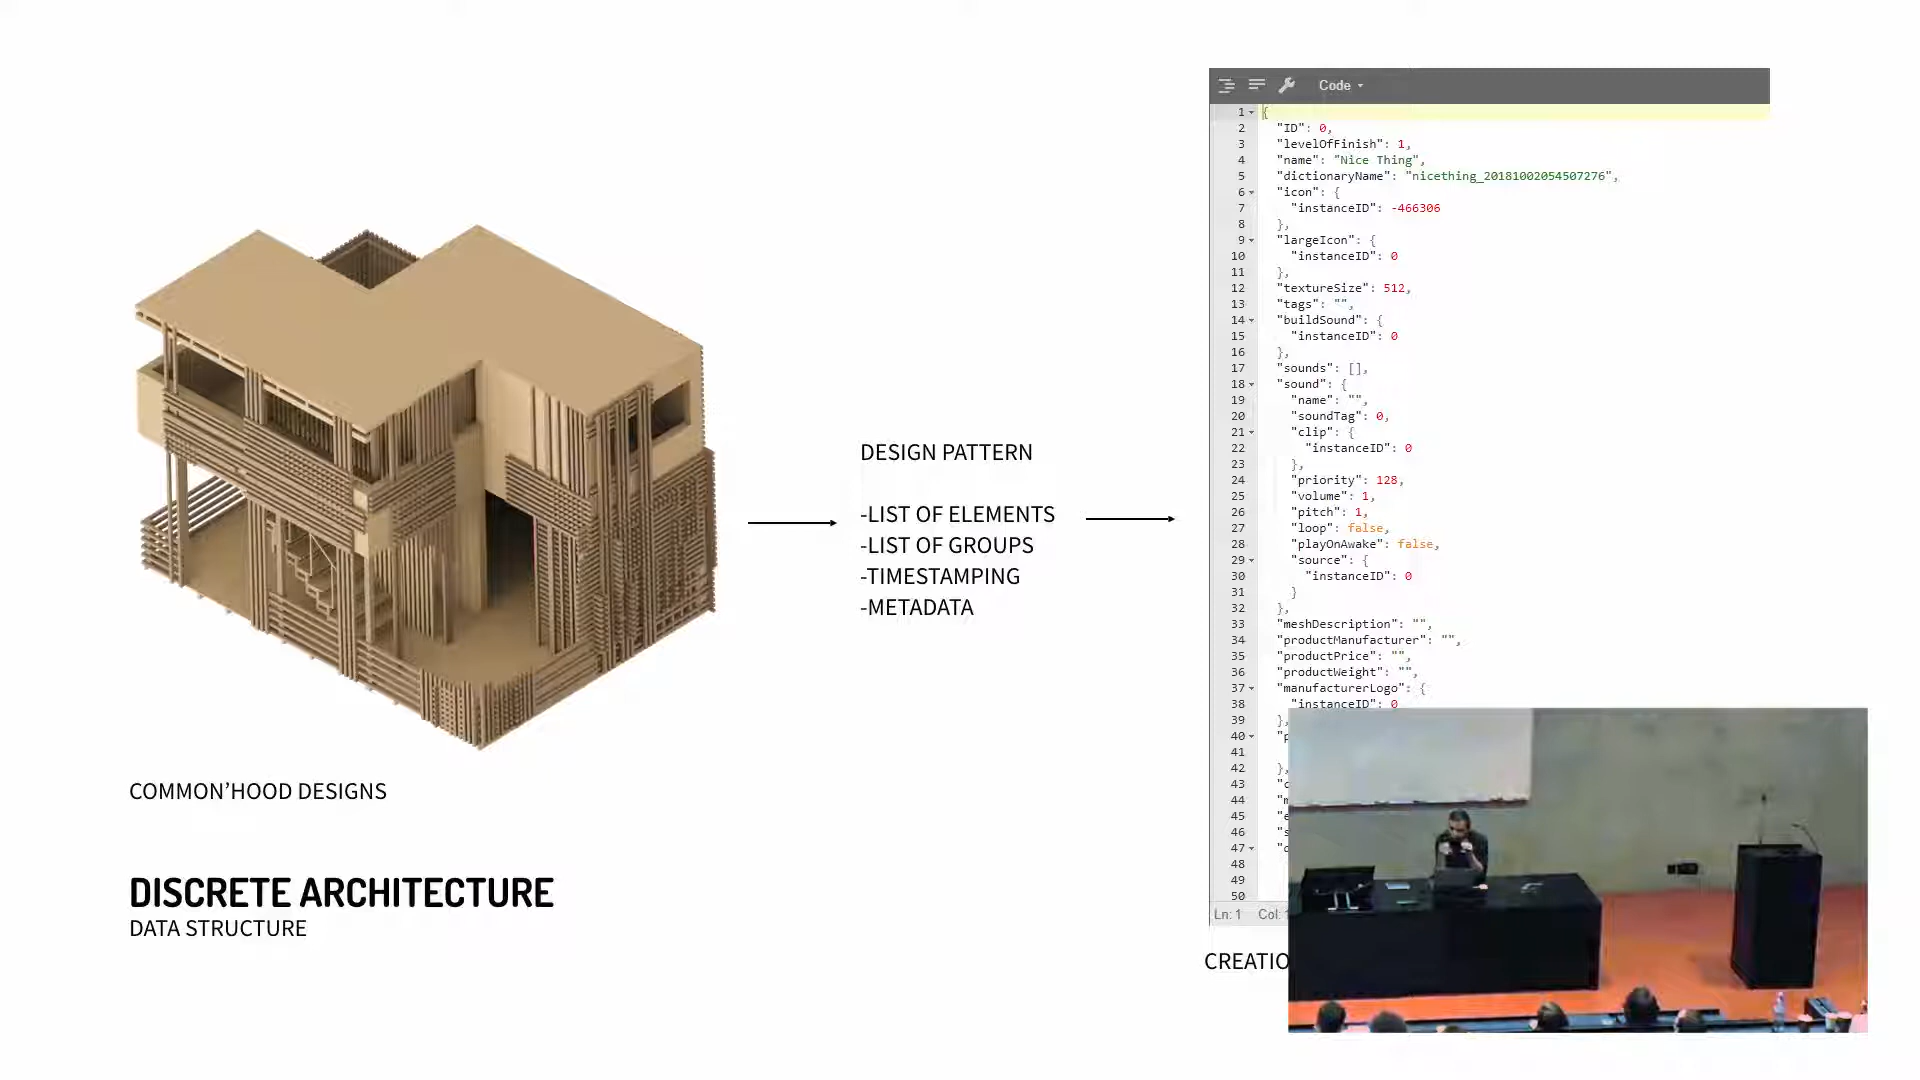 COMMON’HOOD DESIGNS
DISCRETE ARCHITECTURE
DATA STRUCTURE
DESIGN PATTERN
-LIST OF ELEMENTS
-LIST OF GROUPS
-TIMESTAMPING
-METADATA
Code
1 {
2 "ID": 0,
3 "levelOfFinish": 1,
4 "name": "Nice Thing",
5 "dictionaryName": "nicething_20181002054507276",
6 "icon": {
7 "instanceID": -466306
8 },
9 "largeIcon": {
10 "instanceID": 0
11 },
12 "textureSize": 512,
13 "tags": "",
14 "buildSound": {
15 "instanceID": 0
16 },
17 "sounds": [],
18 "sound": {
19 "name": "",
20 "soundTag": 0,
21 "clip": {
22 "instanceID": 0
23 },
24 "priority": 128,
25 "volume": 1,
26 "pitch": 1,
27 "loop": false,
28 "playOnAwake": false,
29 "source": {
30 "instanceID": 0
31 }
32 },
33 "meshDescription": "",
34 "productManufacturer": "",
35 "productPrice": "",
36 "productWeight": "",
37 "manufacturerLogo": {
38 "instanceID": 0
39 },
40 "p
41
42 },
43 "c
44 "m
45 "e
46 "s
47 "c
48
49
50
Ln: 1 Col:
CREATIO